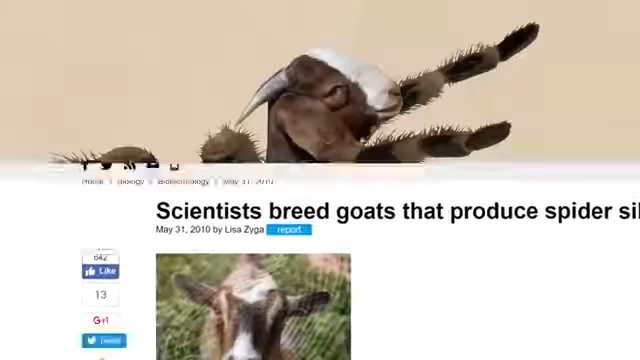 Home Biology Biotechnology May 31, 2010
Scientists breed goats that produce spider sil
May 31, 2010 by Lisa Zyga report
642
Like
13
G+1
Tweet